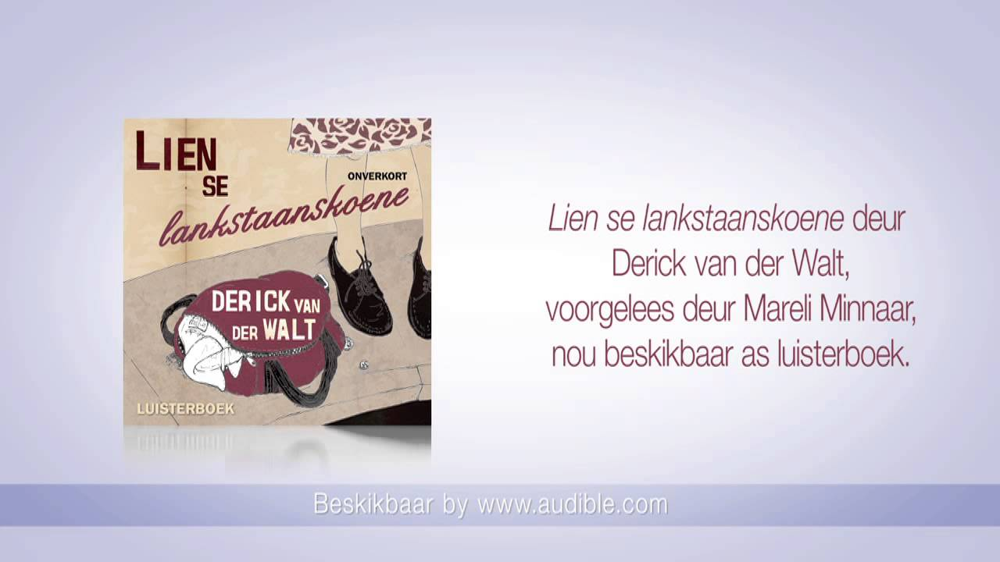 LIEN
SE
ONVERKORT
lankstaanskoene
DERICK VAN
DER WALT
LUISTERBOEK
Lien se lankstaanskoene deur
Derick van der Walt,
voorgelees deur Mareli Minnaar,
nou beskikbaar as luisterboek.
Beskikbaar by www.audible.com